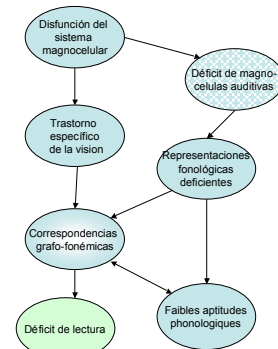 Disfunción del
sistema
magnocelular
Déficit de magno-
celulas auditivas
Trastorno
específico
de la vision
Representaciones
fonológicas
deficientes
Correspondencias
grafo-fonémicas
Déficit de lectura
Faibles aptitudes
phonologiques